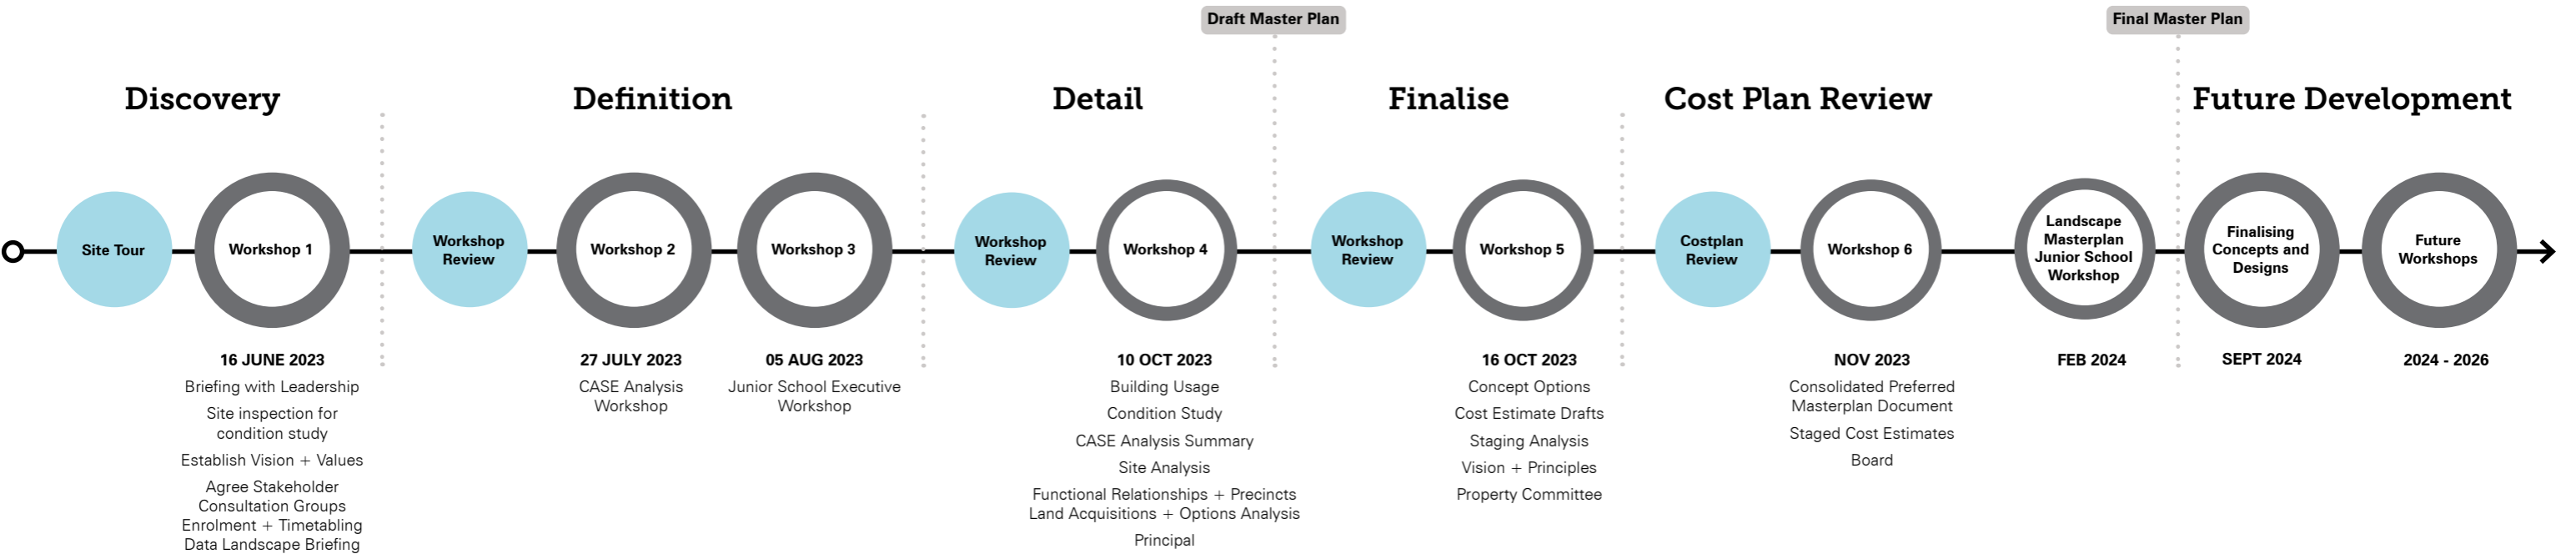 Draft Master Plan
Final Master Plan
Discovery
Definition
Detail
Finalise
Cost Plan Review
Future Development
Site Tour
Workshop 1
Workshop
Review
Workshop 2
Workshop 3
Workshop
Review
Workshop 4
Workshop
Review
Workshop 5
Costplan
Review
Workshop 6
Landscape
Masterplan
Junior School
Workshop
Finalising
Concepts and
Designs
Future
Workshops
16 JUNE 2023
Briefing with Leadership
Site inspection for
condition study
Establish Vision + Values
Agree Stakeholder
Consultation Groups
Enrolment + Timetabling
Data Landscape Briefing
27 JULY 2023
CASE Analysis
Workshop
05 AUG 2023
Junior School Executive
Workshop
10 OCT 2023
Building Usage
Condition Study
CASE Analysis Summary
Site Analysis
Functional Relationships + Precincts
Land Acquisitions + Options Analysis
Principal
16 OCT 2023
Concept Options
Cost Estimate Drafts
Staging Analysis
Vision + Principles
Property Committee
NOV 2023
Consolidated Preferred
Masterplan Document
Staged Cost Estimates
Board
FEB 2024
SEPT 2024
2024 - 2026